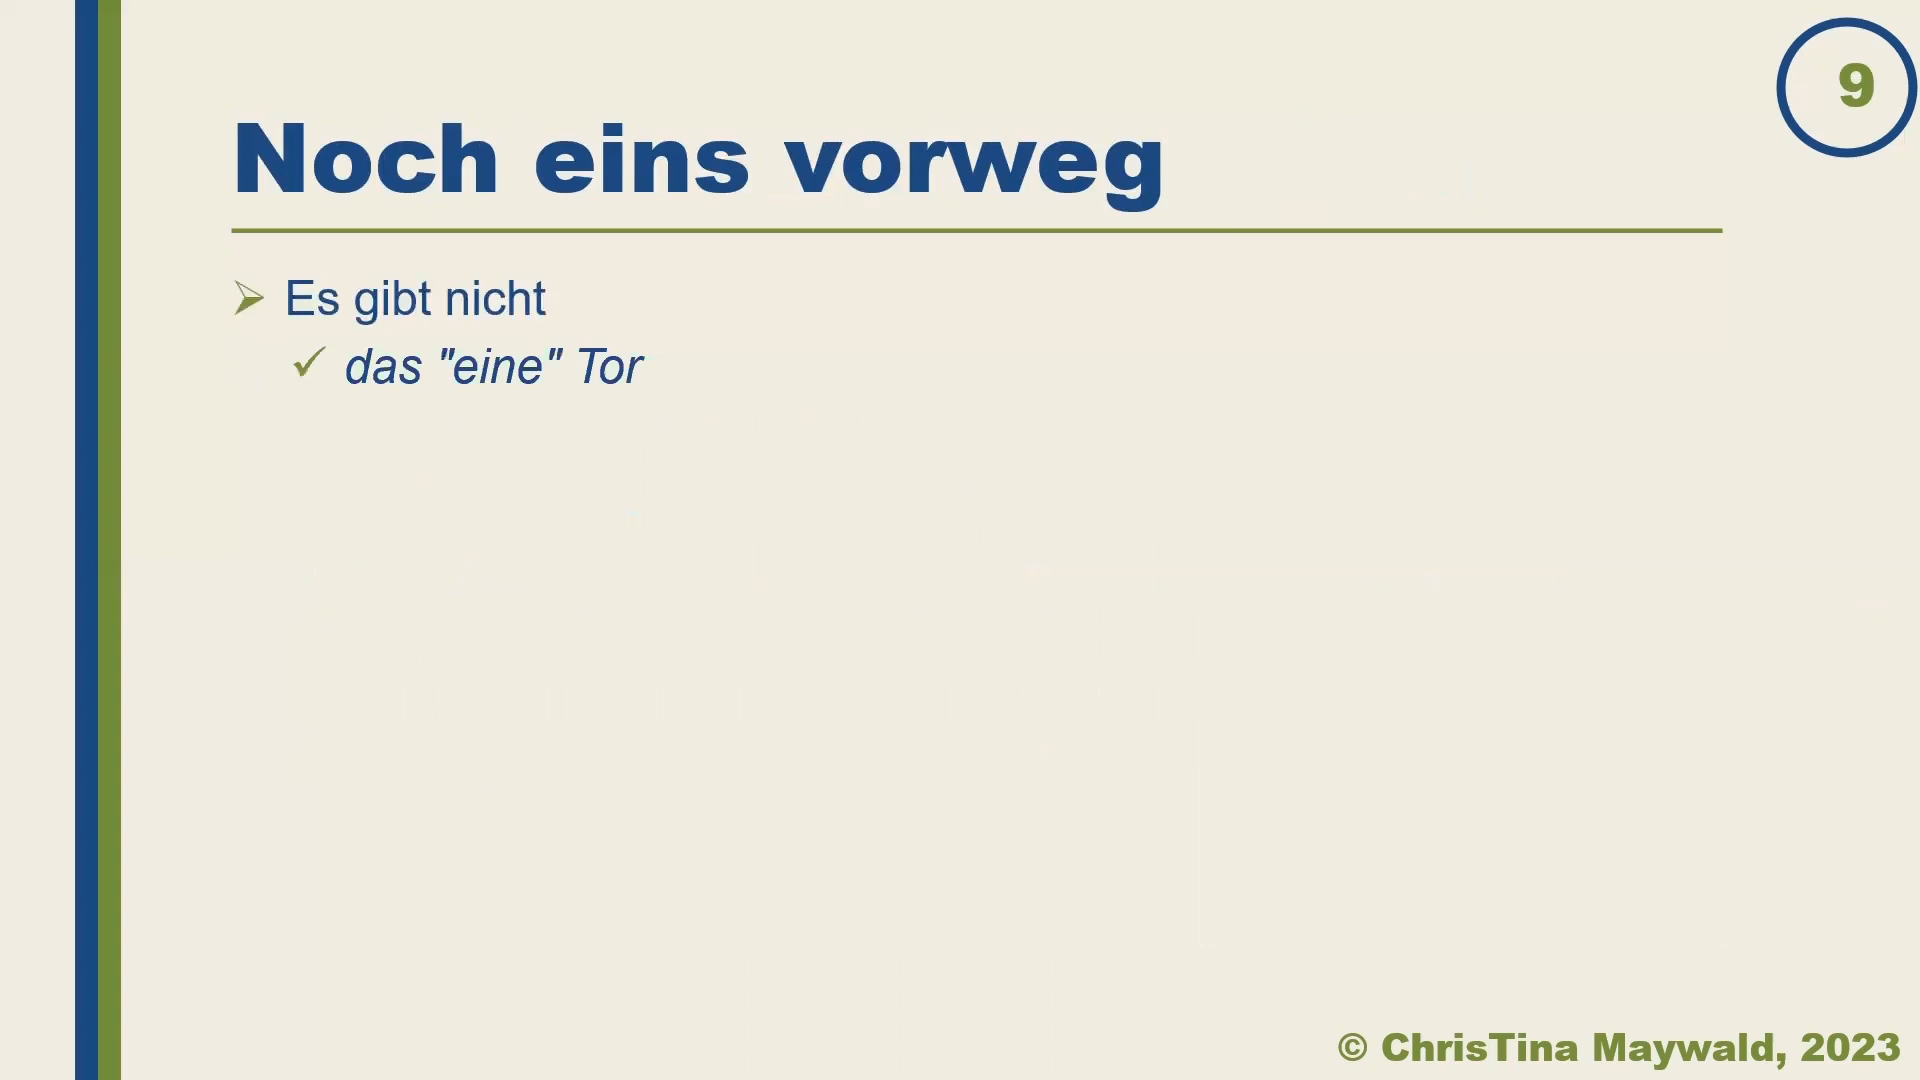 9
Noch eins vorweg
Es gibt nicht
das "eine" Tor
© ChrisTina Maywald, 2023